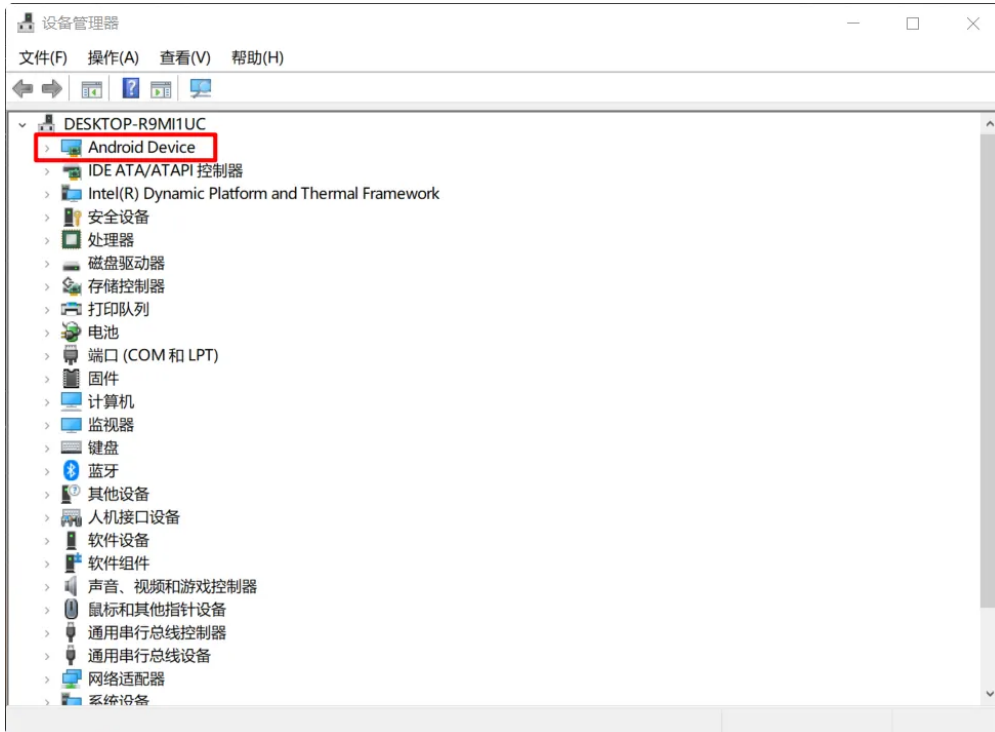 设备管理器
文件(F) 操作(A) 查看(V) 帮助(H)
DESKTOP-R9MI1UC
Android Device
IDE ATA/ATAPI 控制器
Intel(R) Dynamic Platform and Thermal Framework
安全设备
处理器
磁盘驱动器
存储控制器
打印队列
电池
端口 (COM 和 LPT)
固件
计算机
监视器
键盘
蓝牙
其他设备
人机接口设备
软件设备
软件组件
声音、视频和游戏控制器
鼠标和其他指针设备
通用串行总线控制器
通用串行总线设备
网络适配器
系统设备